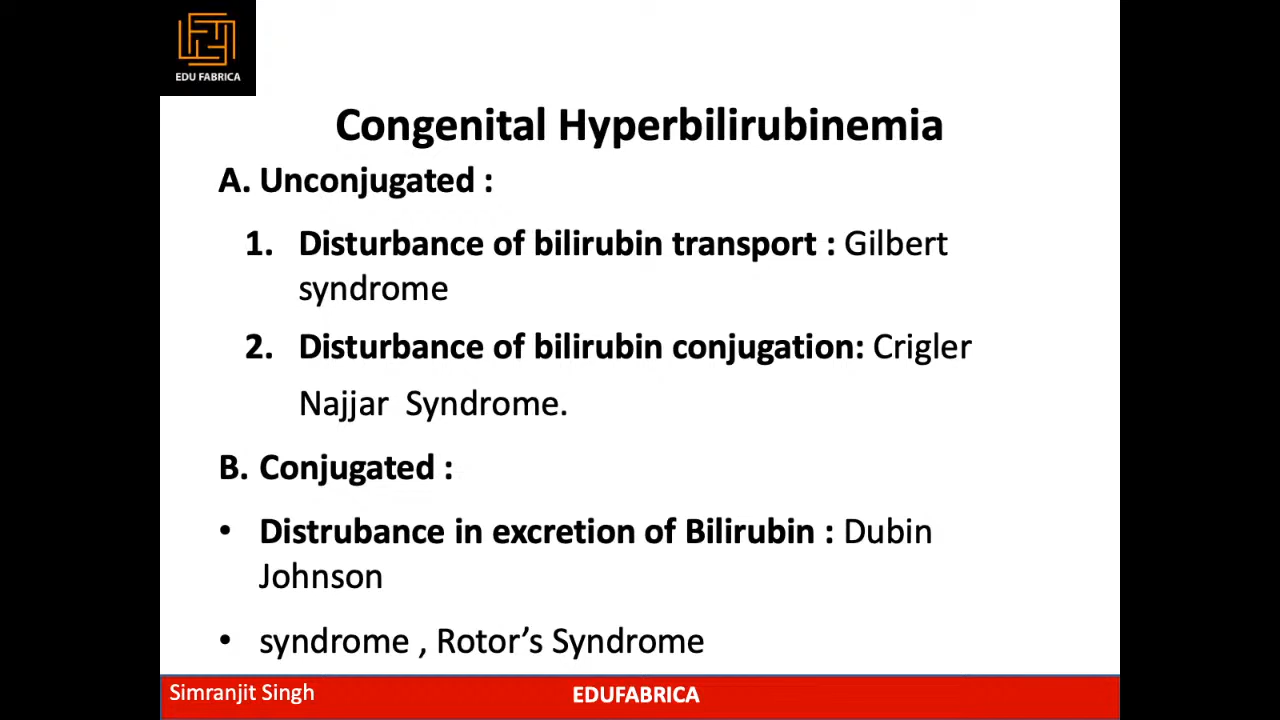 EDU FABRICA
Congenital Hyperbilirubinemia
A. Unconjugated :
1. Disturbance of bilirubin transport : Gilbert
syndrome
2. Disturbance of bilirubin conjugation: Crigler
Najjar Syndrome.
B. Conjugated :
• Distrubance in excretion of Bilirubin : Dubin
Johnson
• syndrome , Rotor’s Syndrome
Simranjit Singh
EDUFABRICA